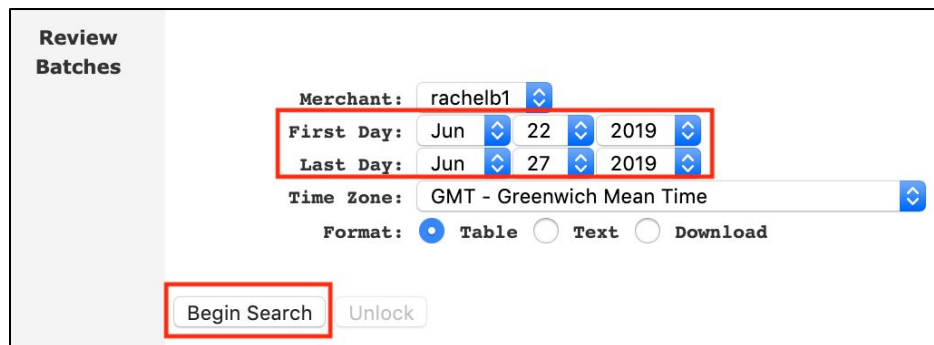 Review
Batches
Merchant: rachelb1
First Day: Jun 22 2019
Last Day: Jun 27 2019
Time Zone: GMT - Greenwich Mean Time
Format: Table Text Download
Begin Search Unlock